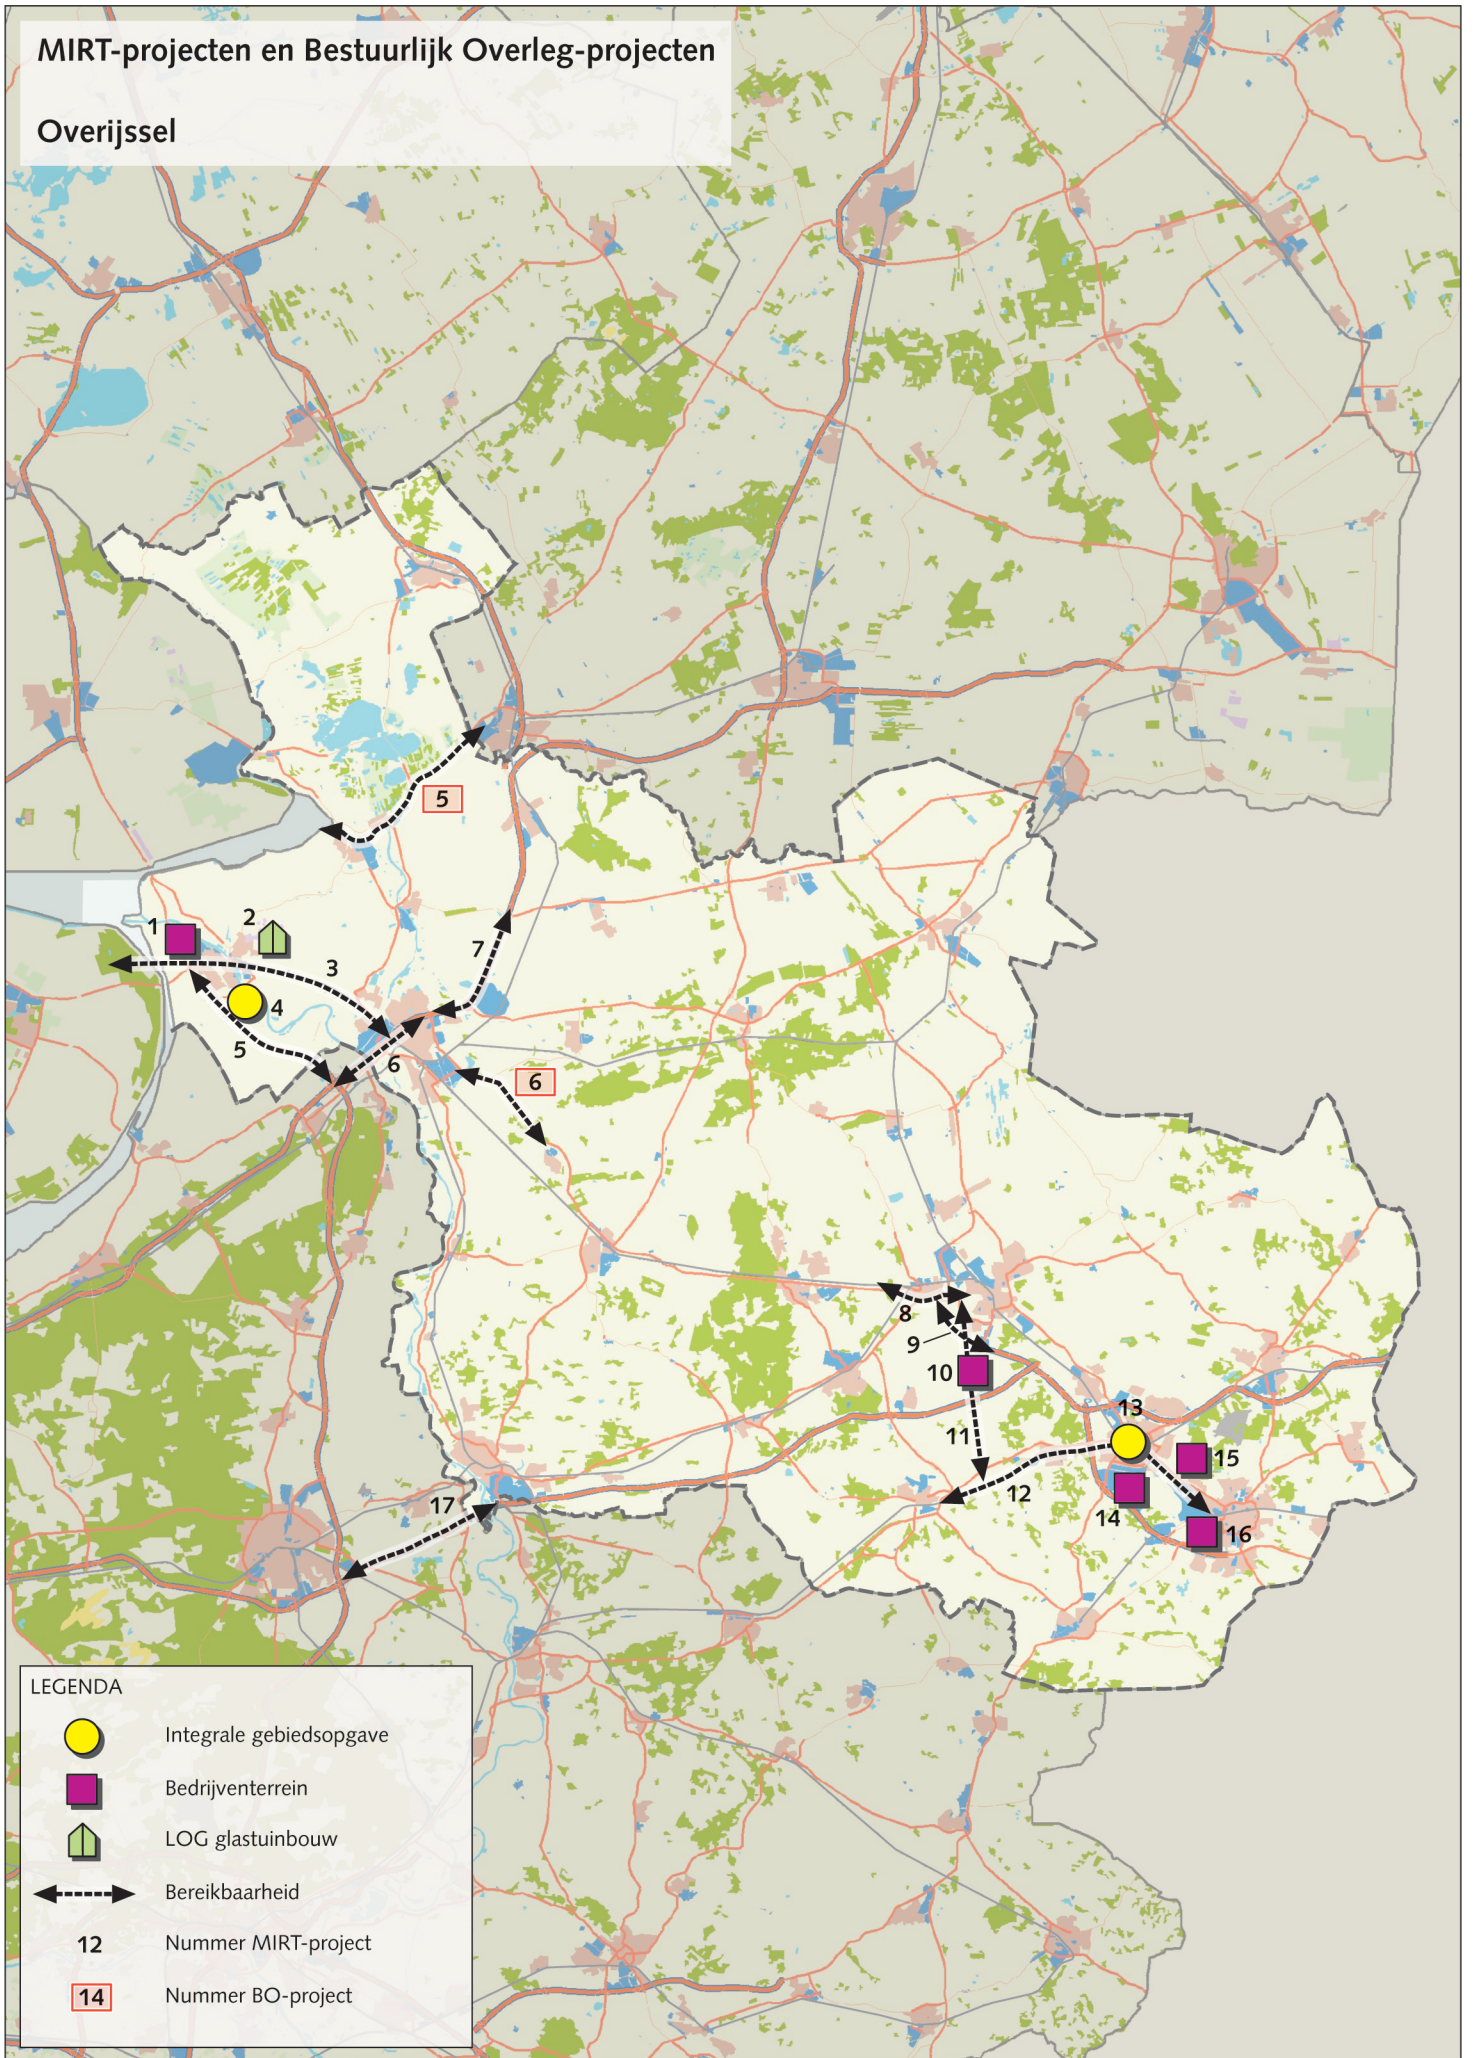 MIRT-projecten en Bestuurlijk Overleg-projecten
Overijssel
5
1
2
3
7
4
5
6
6
8
9
10
11
13
15
12
14
16
17
LEGENDA
Integrale gebiedsopgave
Bedrijventerrein
LOG glastuinbouw
Bereikbaarheid
12 Nummer MIRT-project
14 Nummer BO-project